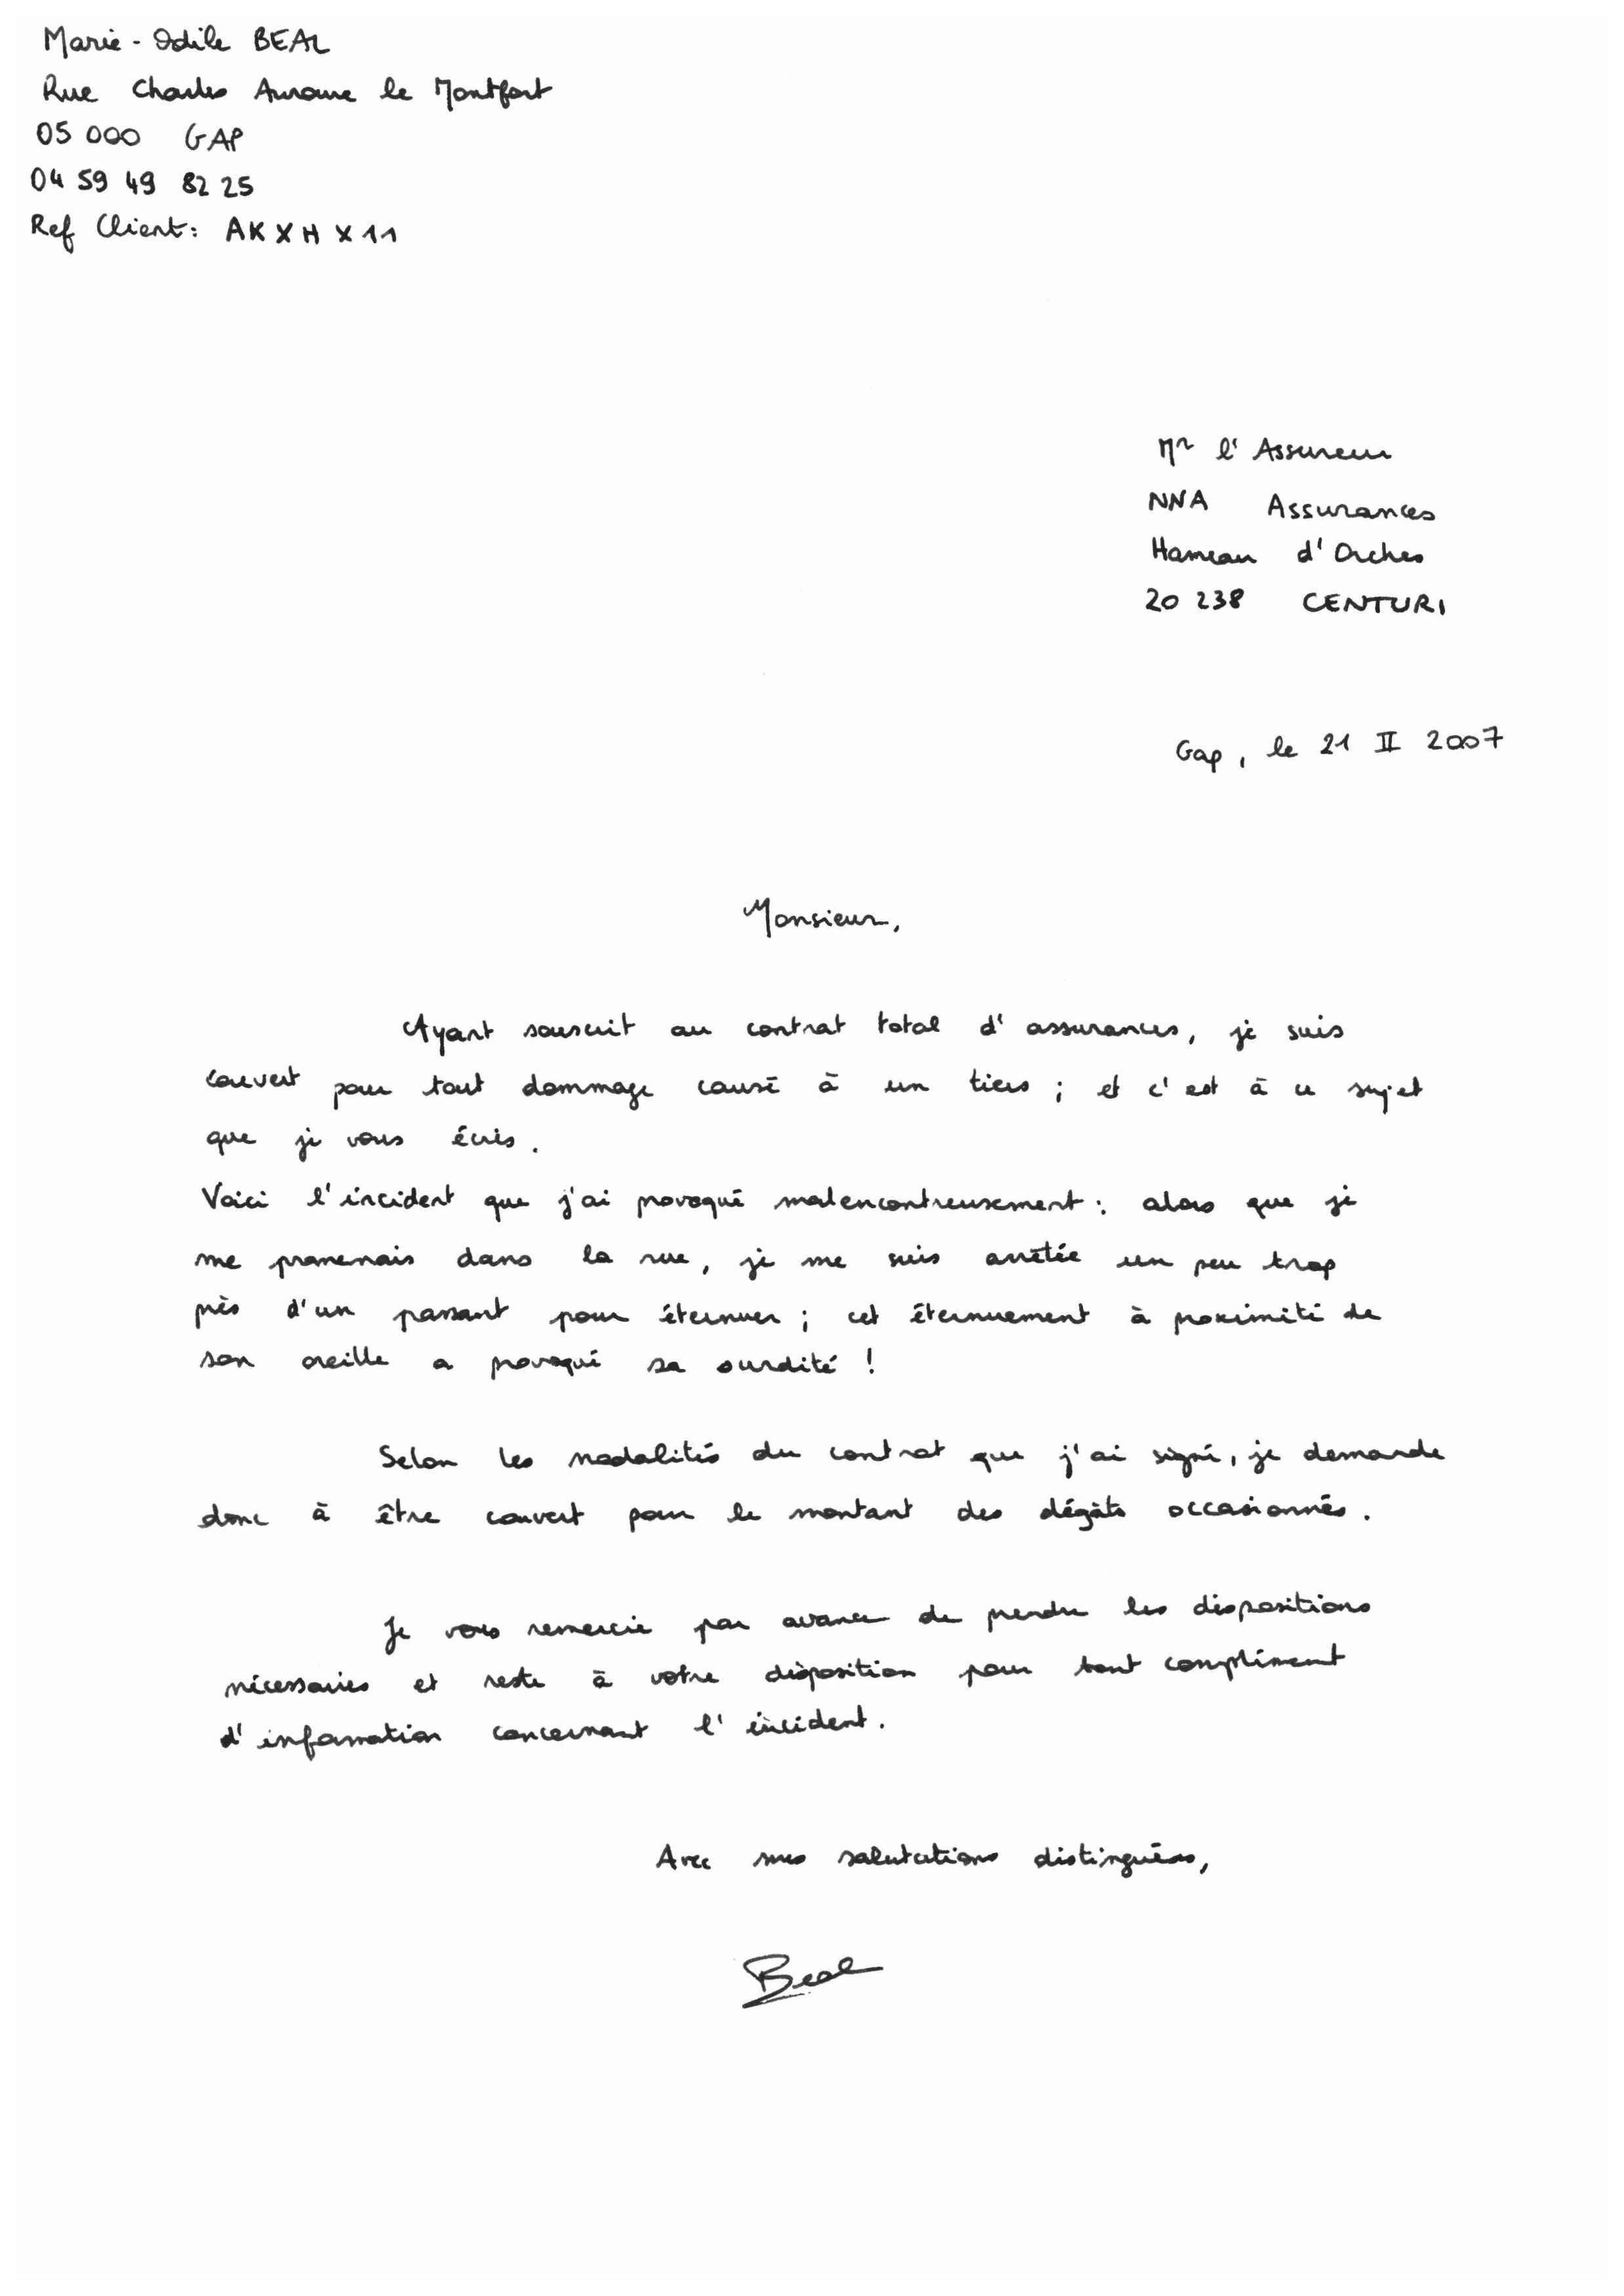 Marie-Odile BEAL
Rue Charles Aurouze le Montfort
05 000 GAP
04 59 49 82 25
Ref Client: AKXHX11
Mr l'Assureur
NNA Assurances
Hameau d'Orches
20 238 CENTURI
Gap, le 21 II 2007
Monsieur,
Ayant souscrit au contrat total d'assurances, je suis
couvert pour tout dommage causé à un tiers ; et c'est à ce sujet
que je vous écris.
Voici l'incident que j'ai provoqué malencontreusement : alors que je
me promenais dans la rue, je me suis arrêtée un peu trop
près d'un passant pour éternuer ; cet éternuement à proximité de
son oreille a provoqué sa surdité !
Selon les modalités du contrat que j'ai signé, je demande
donc à être couvert pour le montant des dégâts occasionnés.
Je vous remercie par avance de prendre les dispositions
nécessaires et reste à votre disposition pour tout complément
d'information concernant l'incident.
Avec mes salutations distinguées,
Beal